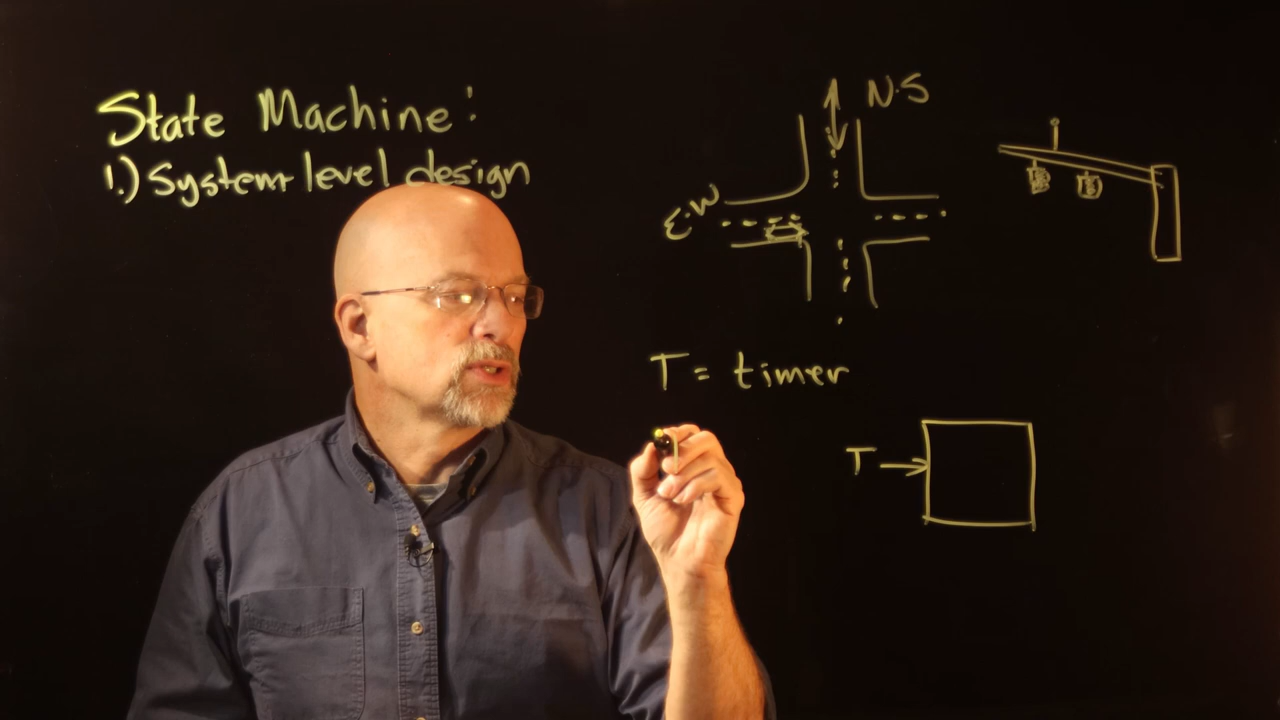 State Machine:
1.) System level design
N·S
E·W
T = timer
T